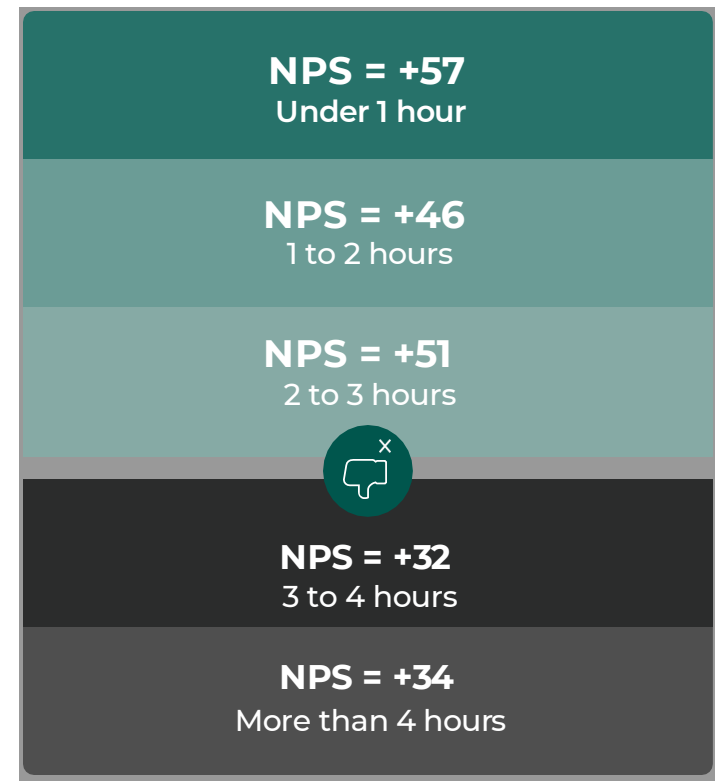 NPS = +57
Under 1 hour
NPS = +46
1 to 2 hours
NPS = +51
2 to 3 hours
NPS = +32
3 to 4 hours
NPS = +34
More than 4 hours